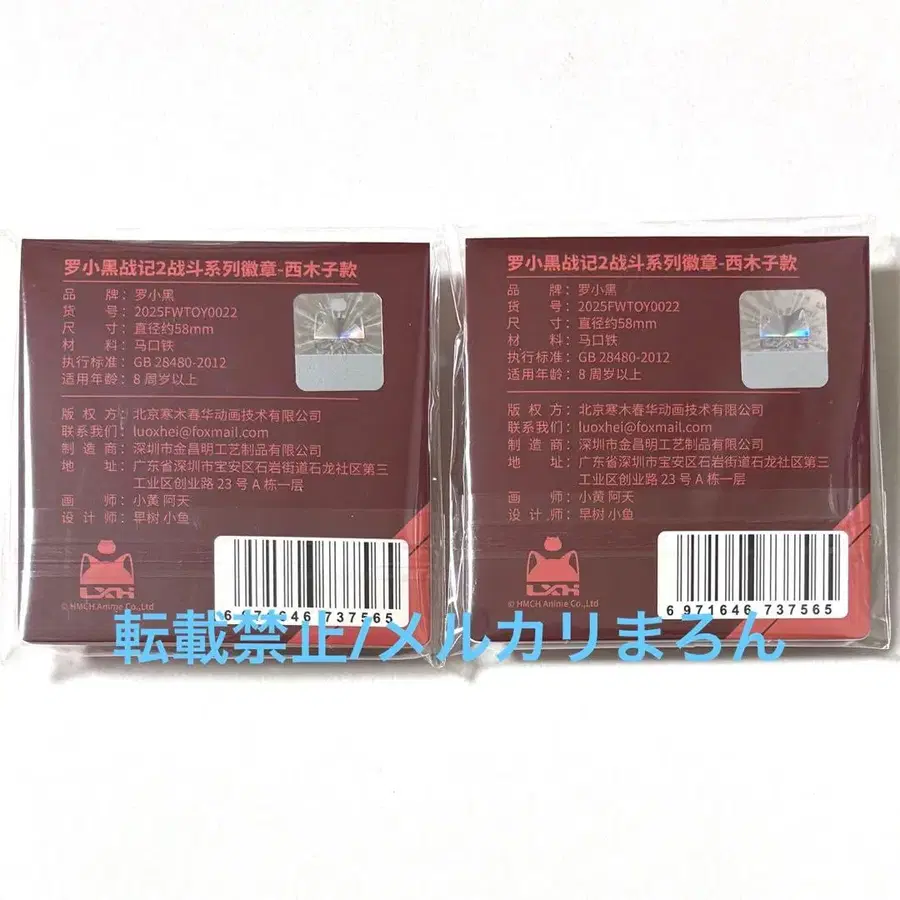 罗小黑战记2战斗系列徽章-西木子款
品 牌：罗小黑
货 号：2025FWTOY0022
尺 寸：直径约58mm
材 料：马口铁
执行标准：GB 28480-2012
适用年龄：8 周岁以上
版 权 方：北京寒木春华动画技术有限公司
联系我们：luoxhei@foxmail.com
制 造 商：深圳市金昌明工艺制品有限公司
地 址：广东省深圳市宝安区石岩街道石龙社区第三
工业区创业路 23 号 A 栋一层
画 师：小黄 阿天
设 计 师：早树 小鱼
LXH
© HMCH Anime Co.,Ltd
6 971646 737565
罗小黑战记2战斗系列徽章-西木子款
品 牌：罗小黑
货 号：2025FWTOY0022
尺 寸：直径约58mm
材 料：马口铁
执行标准：GB 28480-2012
适用年龄：8 周岁以上
版 权 方：北京寒木春华动画技术有限公司
联系我们：luoxhei@foxmail.com
制 造 商：深圳市金昌明工艺制品有限公司
地 址：广东省深圳市宝安区石岩街道石龙社区第三
工业区创业路 23 号 A 栋一层
画 师：小黄 阿天
设 计 师：早树 小鱼
LXH
© HMCH Anime Co.,Ltd
6 971646 737565
転載禁止/メルカリまろん